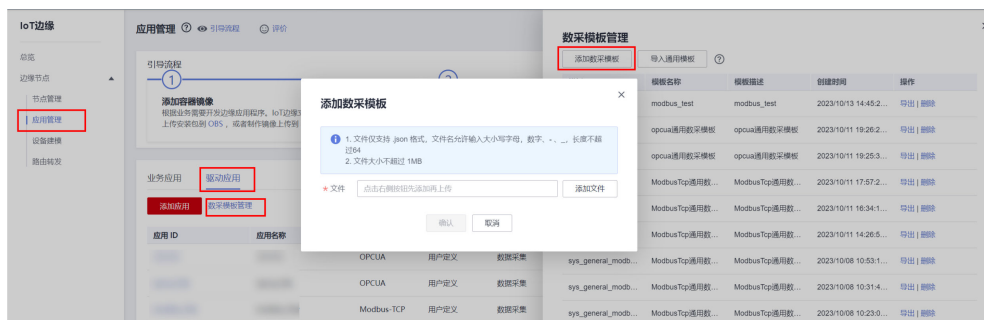 IoT边缘
总览
边缘节点
节点管理
应用管理
设备建模
路由转发
应用管理 引导流程 评价
引导流程
1
添加容器镜像
根据业务需要开发边缘应用程序, IoT边缘支
上传安装包到 OBS , 或者制作镜像上传到
业务应用 驱动应用
添加应用 数采模板管理
应用 ID 应用名称
OPCUA 用户定义 数据采集
OPCUA 用户定义 数据采集
Modbus-TCP 用户定义 数据采集
添加数采模板
1. 文件仅支持 .json 格式, 文件名允许输入大小写字母, 数字, -、_, 长度不超
过64
2. 文件大小不超过 1MB
* 文件 点击右侧按钮先添加再上传 添加文件
确认 取消
数采模板管理
添加数采模板 导入通用模板
模板名称 模板描述 创建时间 操作
modbus_test modbus_test 2023/10/13 14:45:2... 导出 | 删除
opcua通用数采模板 opcua通用数采模板 2023/10/11 19:26:2... 导出 | 删除
opcua通用数采模板 opcua通用数采模板 2023/10/11 19:25:3... 导出 | 删除
ModbusTcp通用数... ModbusTcp通用数... 2023/10/11 17:57:2... 导出 | 删除
ModbusTcp通用数... ModbusTcp通用数... 2023/10/11 16:34:1... 导出 | 删除
ModbusTcp通用数... ModbusTcp通用数... 2023/10/11 14:26:5... 导出 | 删除
sys_general_modb... ModbusTcp通用数... ModbusTcp通用数... 2023/10/08 10:53:1... 导出 | 删除
sys_general_modb... ModbusTcp通用数... ModbusTcp通用数... 2023/10/08 10:31:4... 导出 | 删除
sys_general_modb... ModbusTcp通用数... ModbusTcp通用数... 2023/10/08 10:23:0... 导出 | 删除